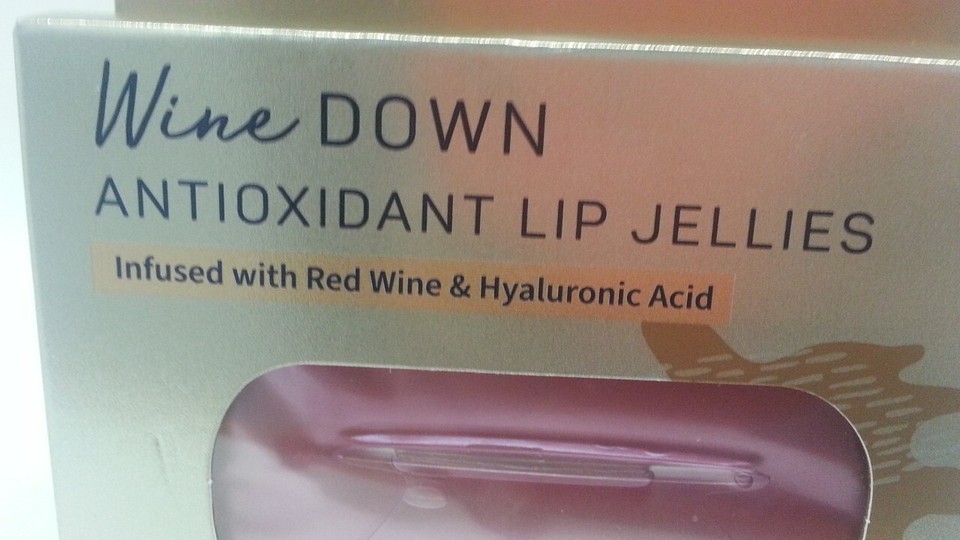 Wine DOWN
ANTIOXIDANT LIP JELLIES
Infused with Red Wine & Hyaluronic Acid